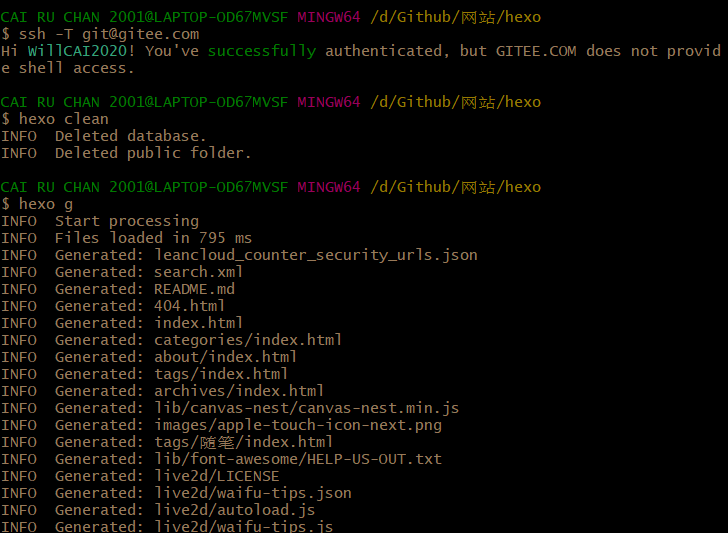 CAI RU CHAN 2001@LAPTOP-OD67MVSF MINGW64 /d/Github/网站/hexo
$ ssh -T git@gitee.com
Hi WillCAI2020! You've successfully authenticated, but GITEE.COM does not provid
e shell access.
CAI RU CHAN 2001@LAPTOP-OD67MVSF MINGW64 /d/Github/网站/hexo
$ hexo clean
INFO  Deleted database.
INFO  Deleted public folder.
CAI RU CHAN 2001@LAPTOP-OD67MVSF MINGW64 /d/Github/网站/hexo
$ hexo g
INFO  Start processing
INFO  Files loaded in 795 ms
INFO  Generated: leancloud_counter_security_urls.json
INFO  Generated: search.xml
INFO  Generated: README.md
INFO  Generated: 404.html
INFO  Generated: index.html
INFO  Generated: categories/index.html
INFO  Generated: about/index.html
INFO  Generated: tags/index.html
INFO  Generated: archives/index.html
INFO  Generated: lib/canvas-nest/canvas-nest.min.js
INFO  Generated: images/apple-touch-icon-next.png
INFO  Generated: tags/随笔/index.html
INFO  Generated: lib/font-awesome/HELP-US-OUT.txt
INFO  Generated: live2d/LICENSE
INFO  Generated: live2d/waifu-tips.json
INFO  Generated: live2d/autoload.js
INFO  Generated: live2d/waifu-tips.js